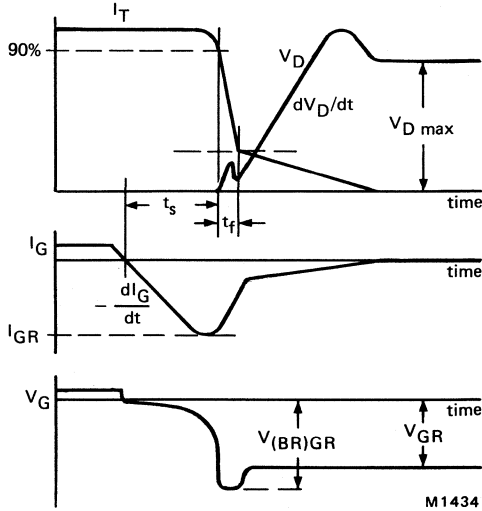 I_T
90%
V_D
dV_D/dt
V_D max
time
t_s
t_f
I_G
time
- dI_G
dt
I_GR
V_G
time
V_(BR)GR
V_GR
M1434